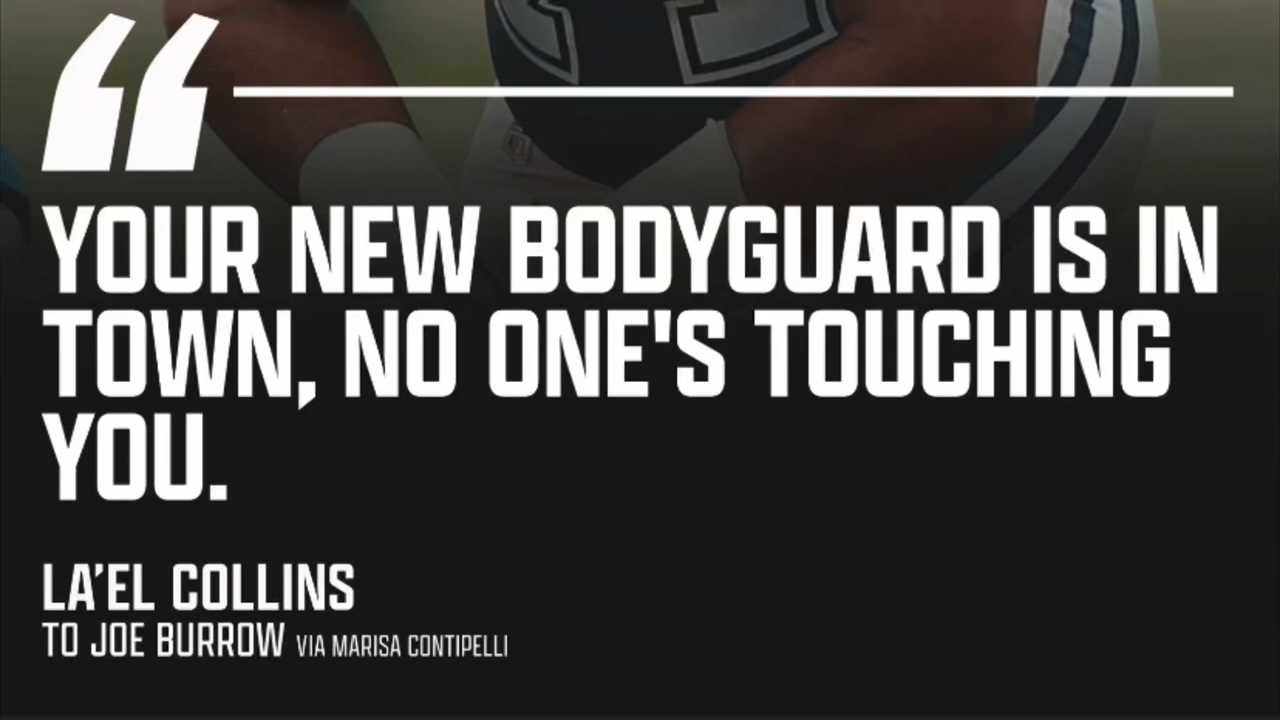 “
YOUR NEW BODYGUARD IS IN
TOWN, NO ONE'S TOUCHING
YOU.
LA'EL COLLINS
TO JOE BURROW VIA MARISA CONTIPELLI